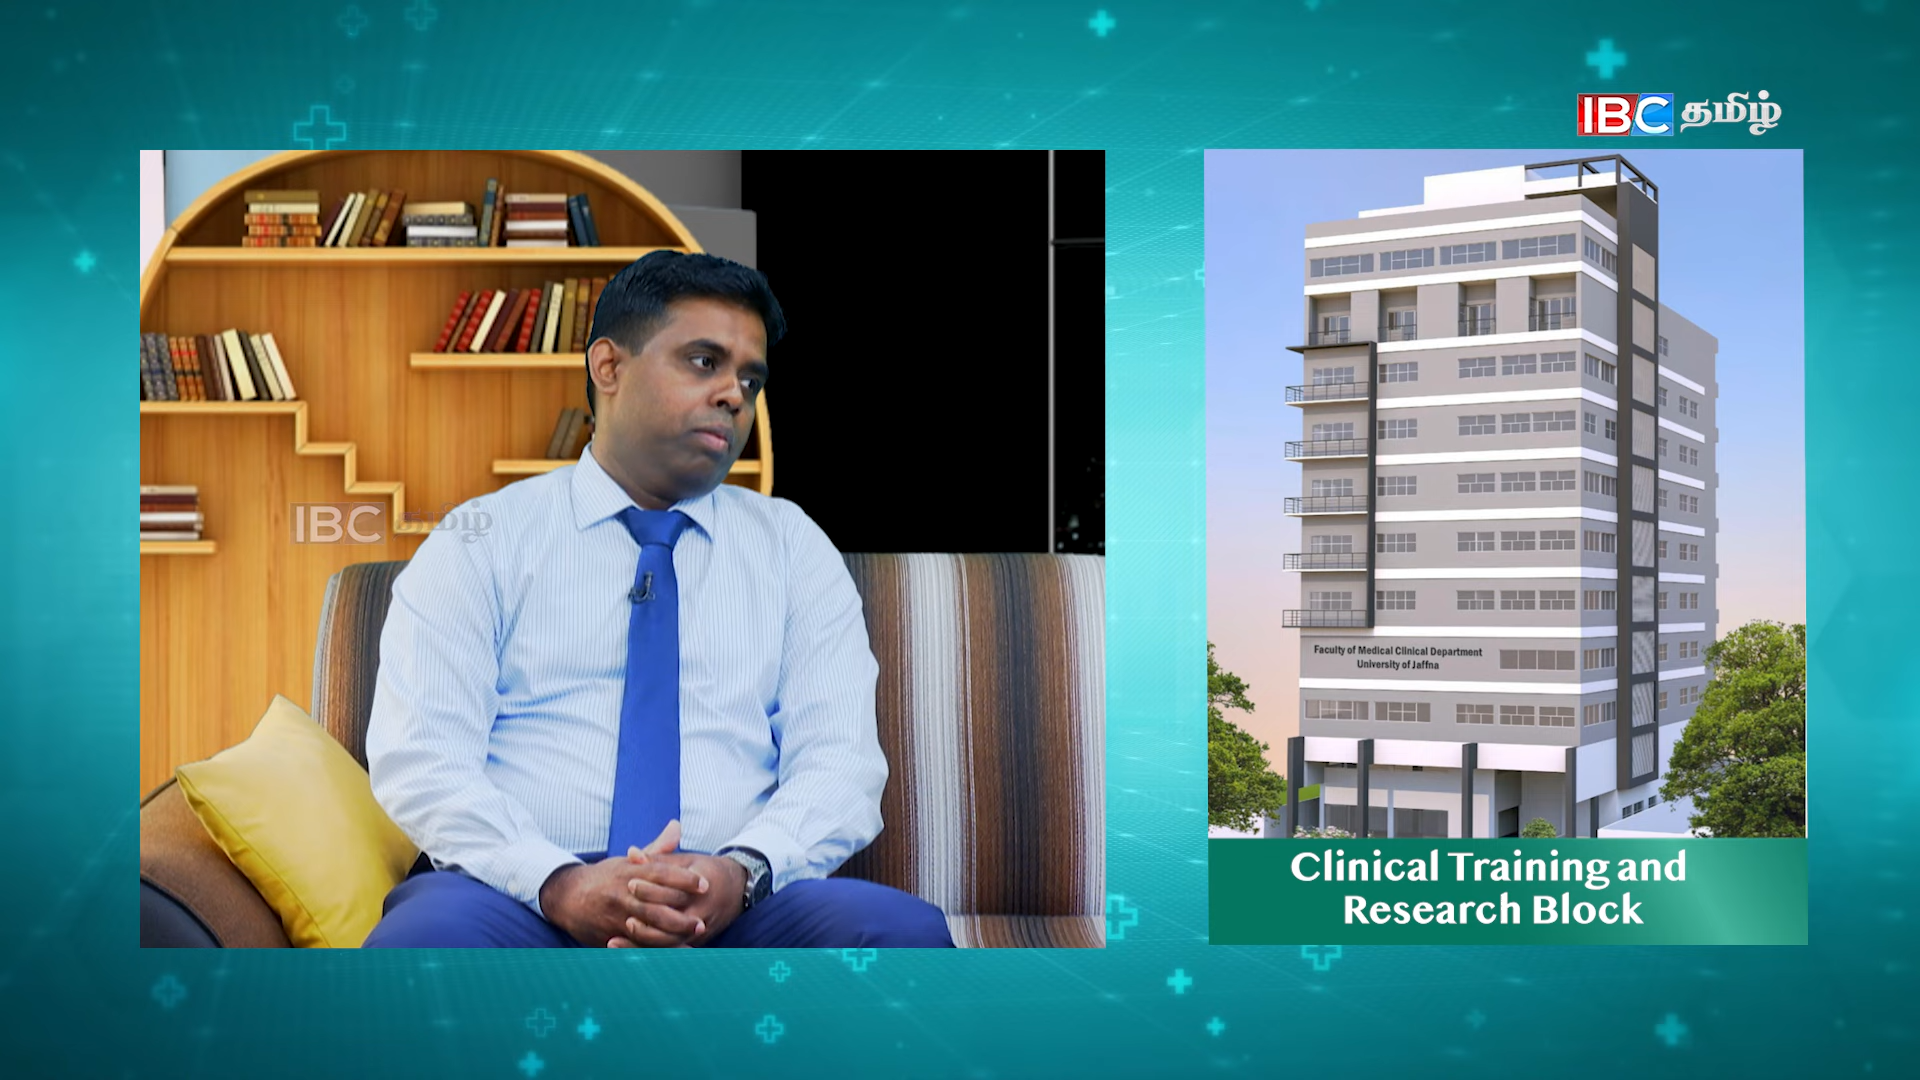 IBC தமிழ்
IBC தமிழ்
Faculty of Medical Clinical Department
University of Jaffna
Clinical Training and
Research Block